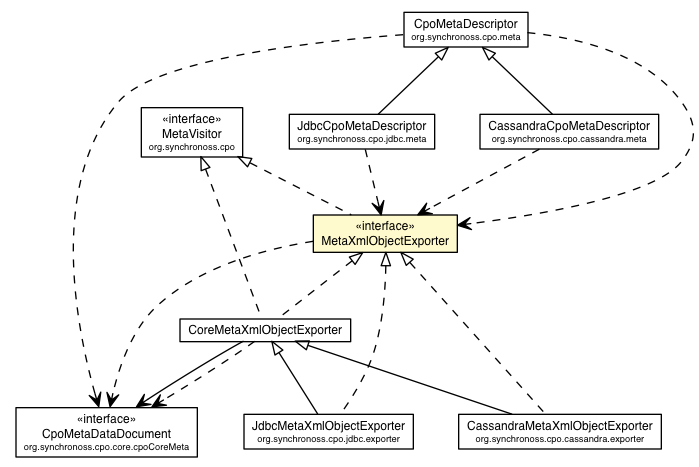 CpoMetaDescriptor
org.synchronoss.cpo.meta
«interface»
MetaVisitor
org.synchronoss.cpo
JdbcCpoMetaDescriptor
org.synchronoss.cpo.jdbc.meta
CassandraCpoMetaDescriptor
org.synchronoss.cpo.cassandra.meta
«interface»
MetaXmlObjectExporter
CoreMetaXmlObjectExporter
«interface»
CpoMetaDataDocument
org.synchronoss.cpo.core.cpoCoreMeta
JdbcMetaXmlObjectExporter
org.synchronoss.cpo.jdbc.exporter
CassandraMetaXmlObjectExporter
org.synchronoss.cpo.cassandra.exporter